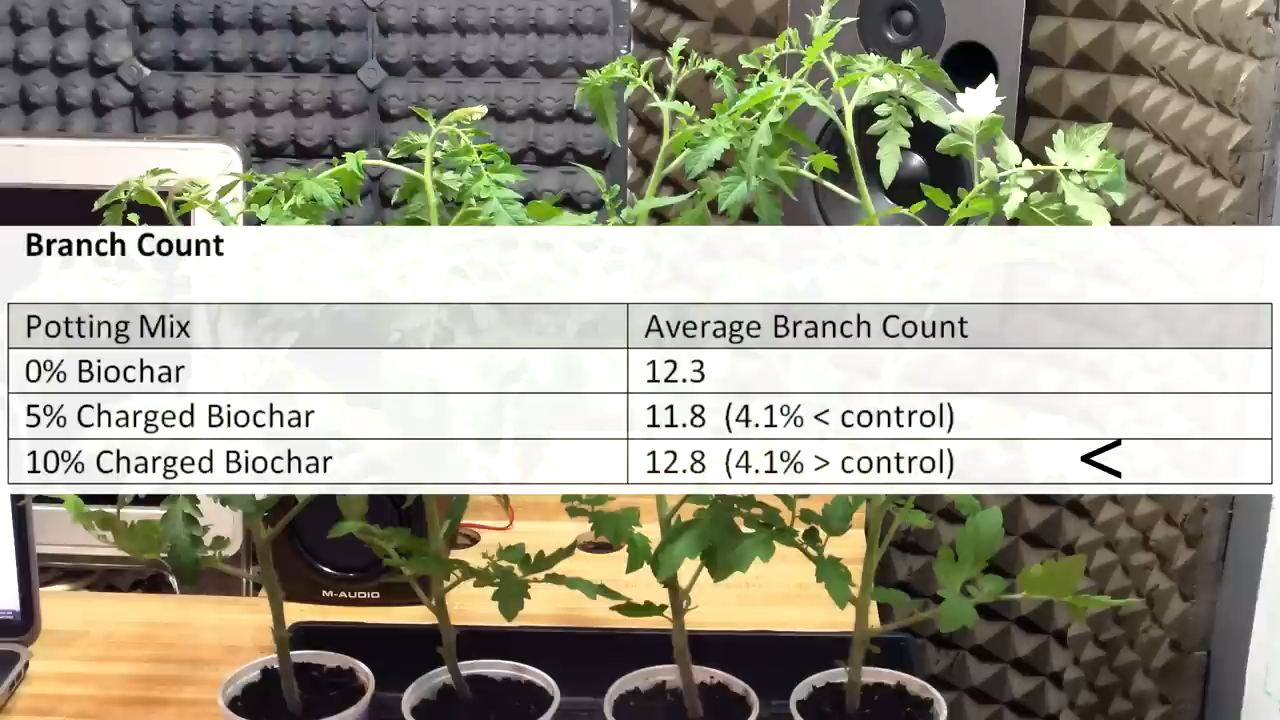 Branch Count
Potting Mix Average Branch Count
0% Biochar 12.3
5% Charged Biochar 11.8 (4.1% < control)
10% Charged Biochar 12.8 (4.1% > control) <
M-AUDIO